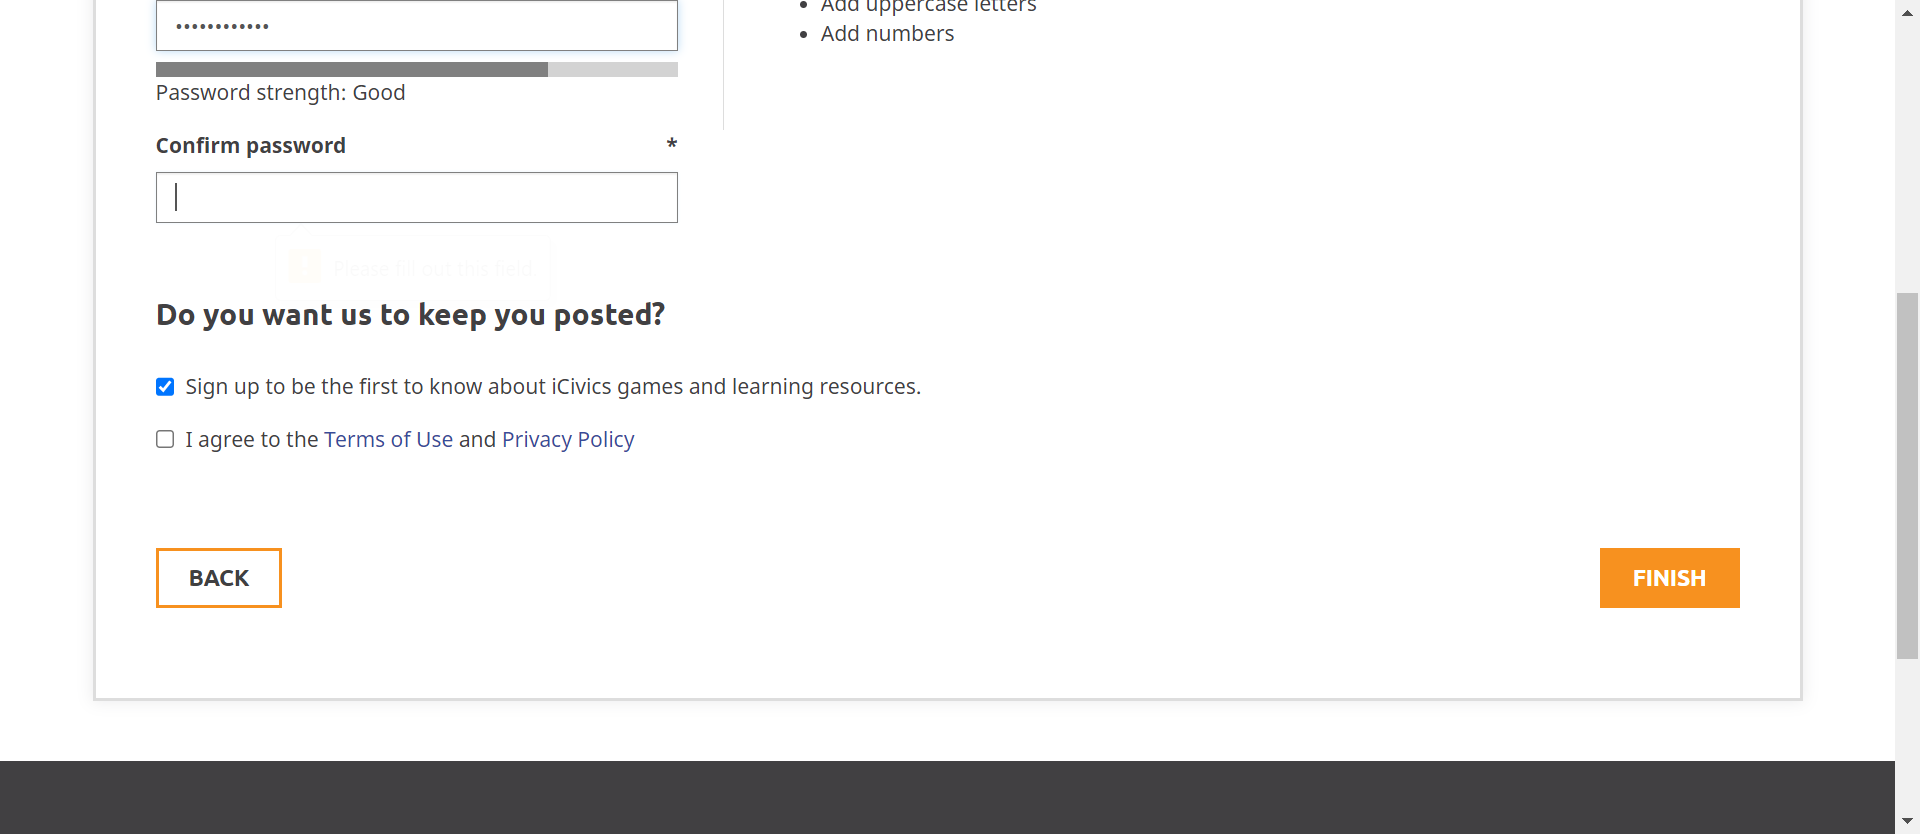 Add uppercase letters
Add numbers
••••••••••••
Password strength: Good
Confirm password *
Please fill out this field.
Do you want us to keep you posted?
Sign up to be the first to know about iCivics games and learning resources.
I agree to the Terms of Use and Privacy Policy
BACK
FINISH